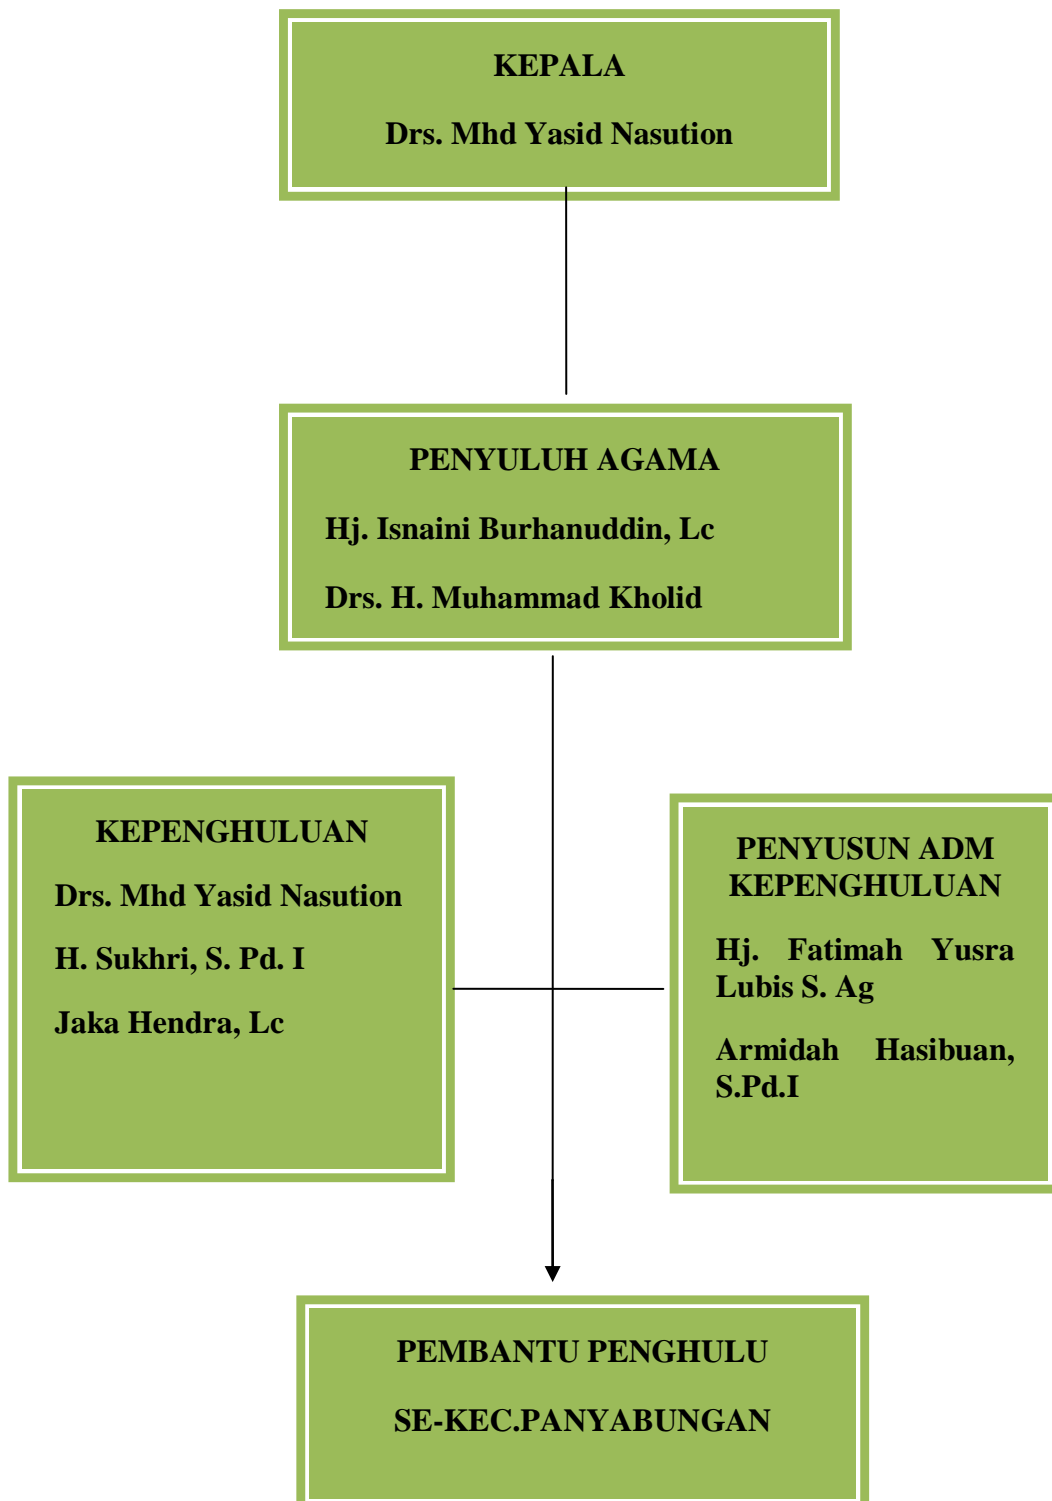 KEPALA
Drs. Mhd Yasid Nasution
PENYULUH AGAMA
Hj. Isnaini Burhanuddin, Lc
Drs. H. Muhammad Kholid
KEPENGHULUAN
Drs. Mhd Yasid Nasution
H. Sukhri, S. Pd. I
Jaka Hendra, Lc
PENYUSUN ADM
KEPENGHULUAN
Hj. Fatimah Yusra
Lubis S. Ag
Armidah Hasibuan,
S.Pd.I
PEMBANTU PENGHULU
SE-KEC.PANYABUNGAN